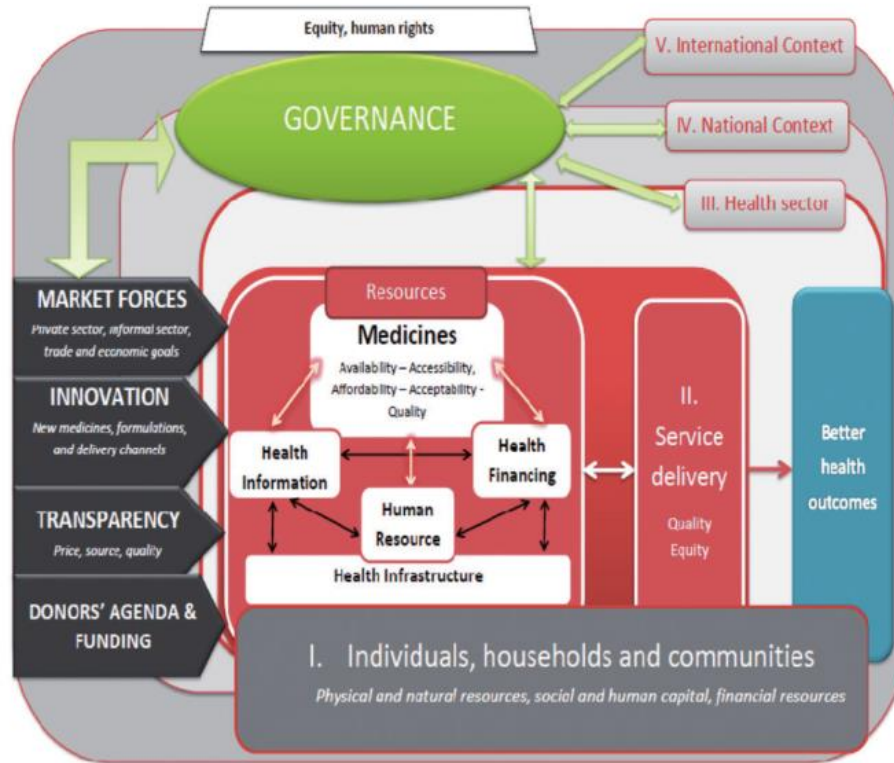 Equity, human rights
GOVERNANCE
V. International Context
IV. National Context
III. Health sector
MARKET FORCES
Private sector, informal sector,
trade and economic goals
INNOVATION
New medicines, formulations,
and delivery channels
TRANSPARENCY
Price, source, quality
DONORS' AGENDA &
FUNDING
Resources
Medicines
Availability – Accessibility,
Affordability – Acceptability -
Quality
Health
Information
Health
Financing
Human
Resource
Health Infrastructure
II.
Service
delivery
Quality
Equity
Better
health
outcomes
I. Individuals, households and communities
Physical and natural resources, social and human capital, financial resources